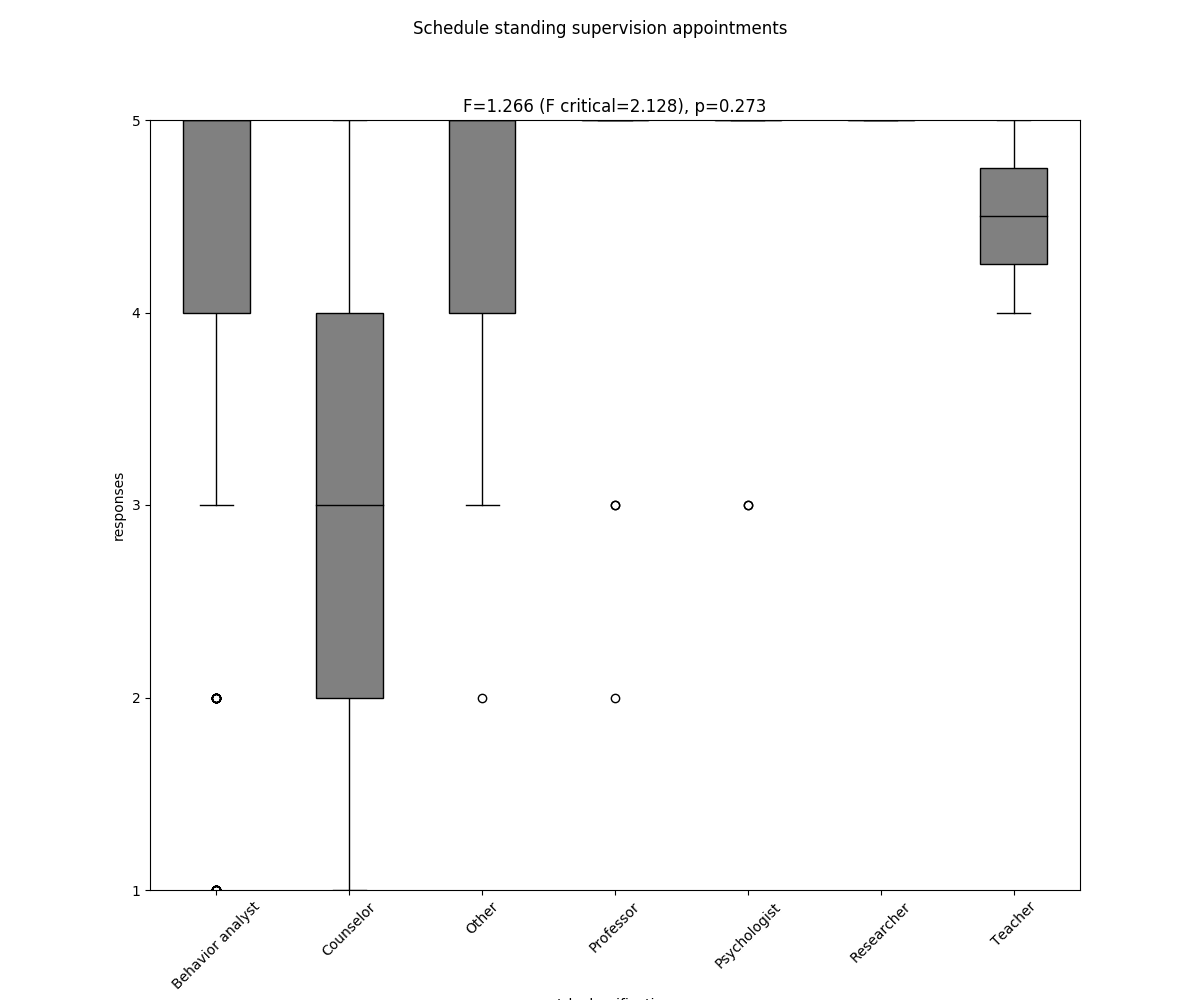 Schedule standing supervision appointments
F=1.266 (F critical=2.128), p=0.273
5
4
3
2
1
responses
Behavior analyst
Counselor
Other
Professor
Psychologist
Researcher
Teacher